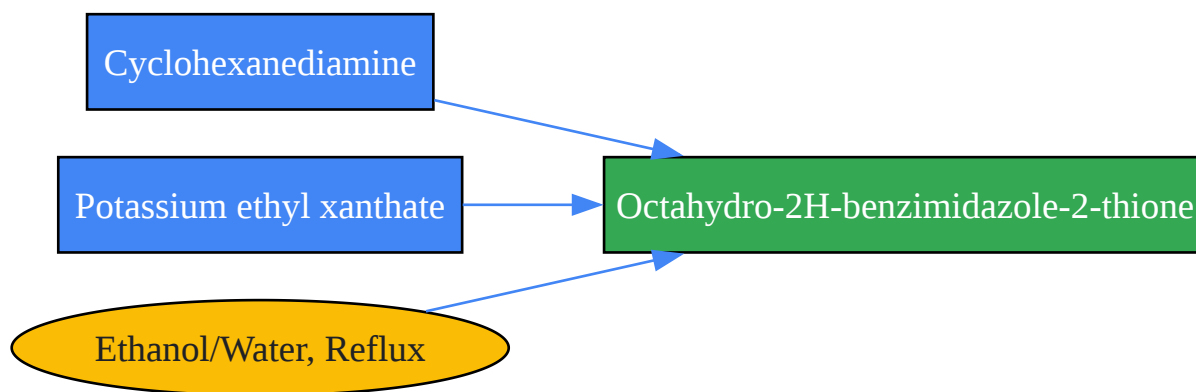 Cyclohexanediamine
Potassium ethyl xanthate
Octahydro-2H-benzimidazole-2-thione
Ethanol/Water, Reflux